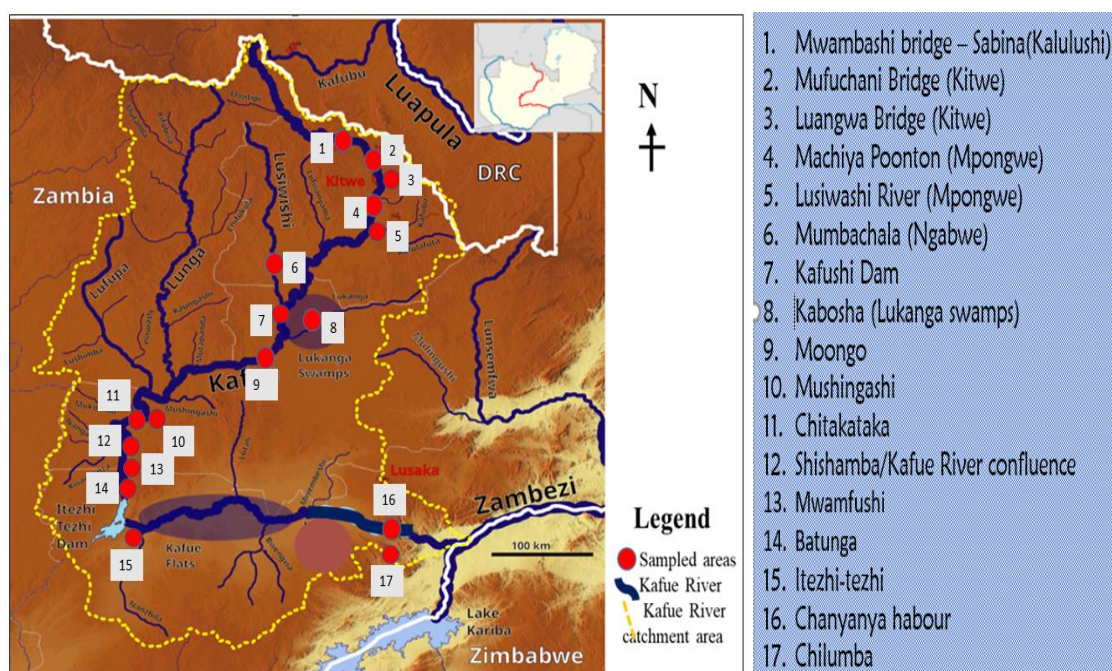 Kafubu
Luapula
DRC
Zambia
Kitwe
Lusiwishi
Lufupa
Lunga
Lukanga
Lukanga
Swamps
Lunsemfwa
Kaf
Mushingashi
Lusaka
Zambezi
Itezhi
Tezhi
Dam
Kafue
Flats
Nanzhila
Lake
Kariba
Zimbabwe
100 km
1
2
3
4
5
6
7
8
9
10
11
12
13
14
15
16
17
N
Legend
Sampled areas
Kafue River
Kafue River
catchment area
1. Mwambashi bridge – Sabina(Kalulushi)
2. Mufuchani Bridge (Kitwe)
3. Luangwa Bridge (Kitwe)
4. Machiya Poonton (Mpongwe)
5. Lusiwashi River (Mpongwe)
6. Mumbachala (Ngabwe)
7. Kafushi Dam
8. Kabosha (Lukanga swamps)
9. Moongo
10. Mushingashi
11. Chitakataka
12. Shishamba/Kafue River confluence
13. Mwamfushi
14. Batunga
15. Itezhi-tezhi
16. Chanyanya habour
17. Chilumba